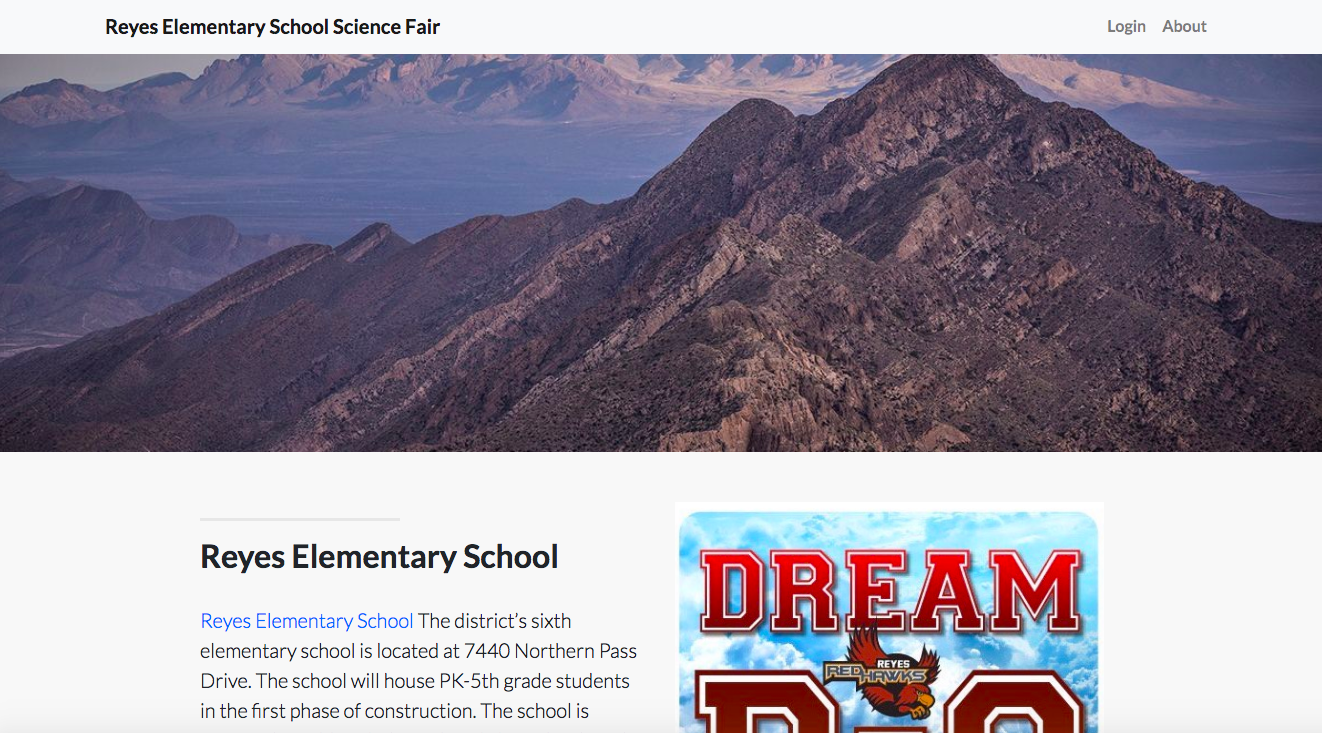 Reyes Elementary School Science Fair
Login About
Reyes Elementary School
Reyes Elementary School The district’s sixth
elementary school is located at 7440 Northern Pass
Drive. The school will house PK-5th grade students
in the first phase of construction. The school is
DREAM
REYES
REDHAWKS